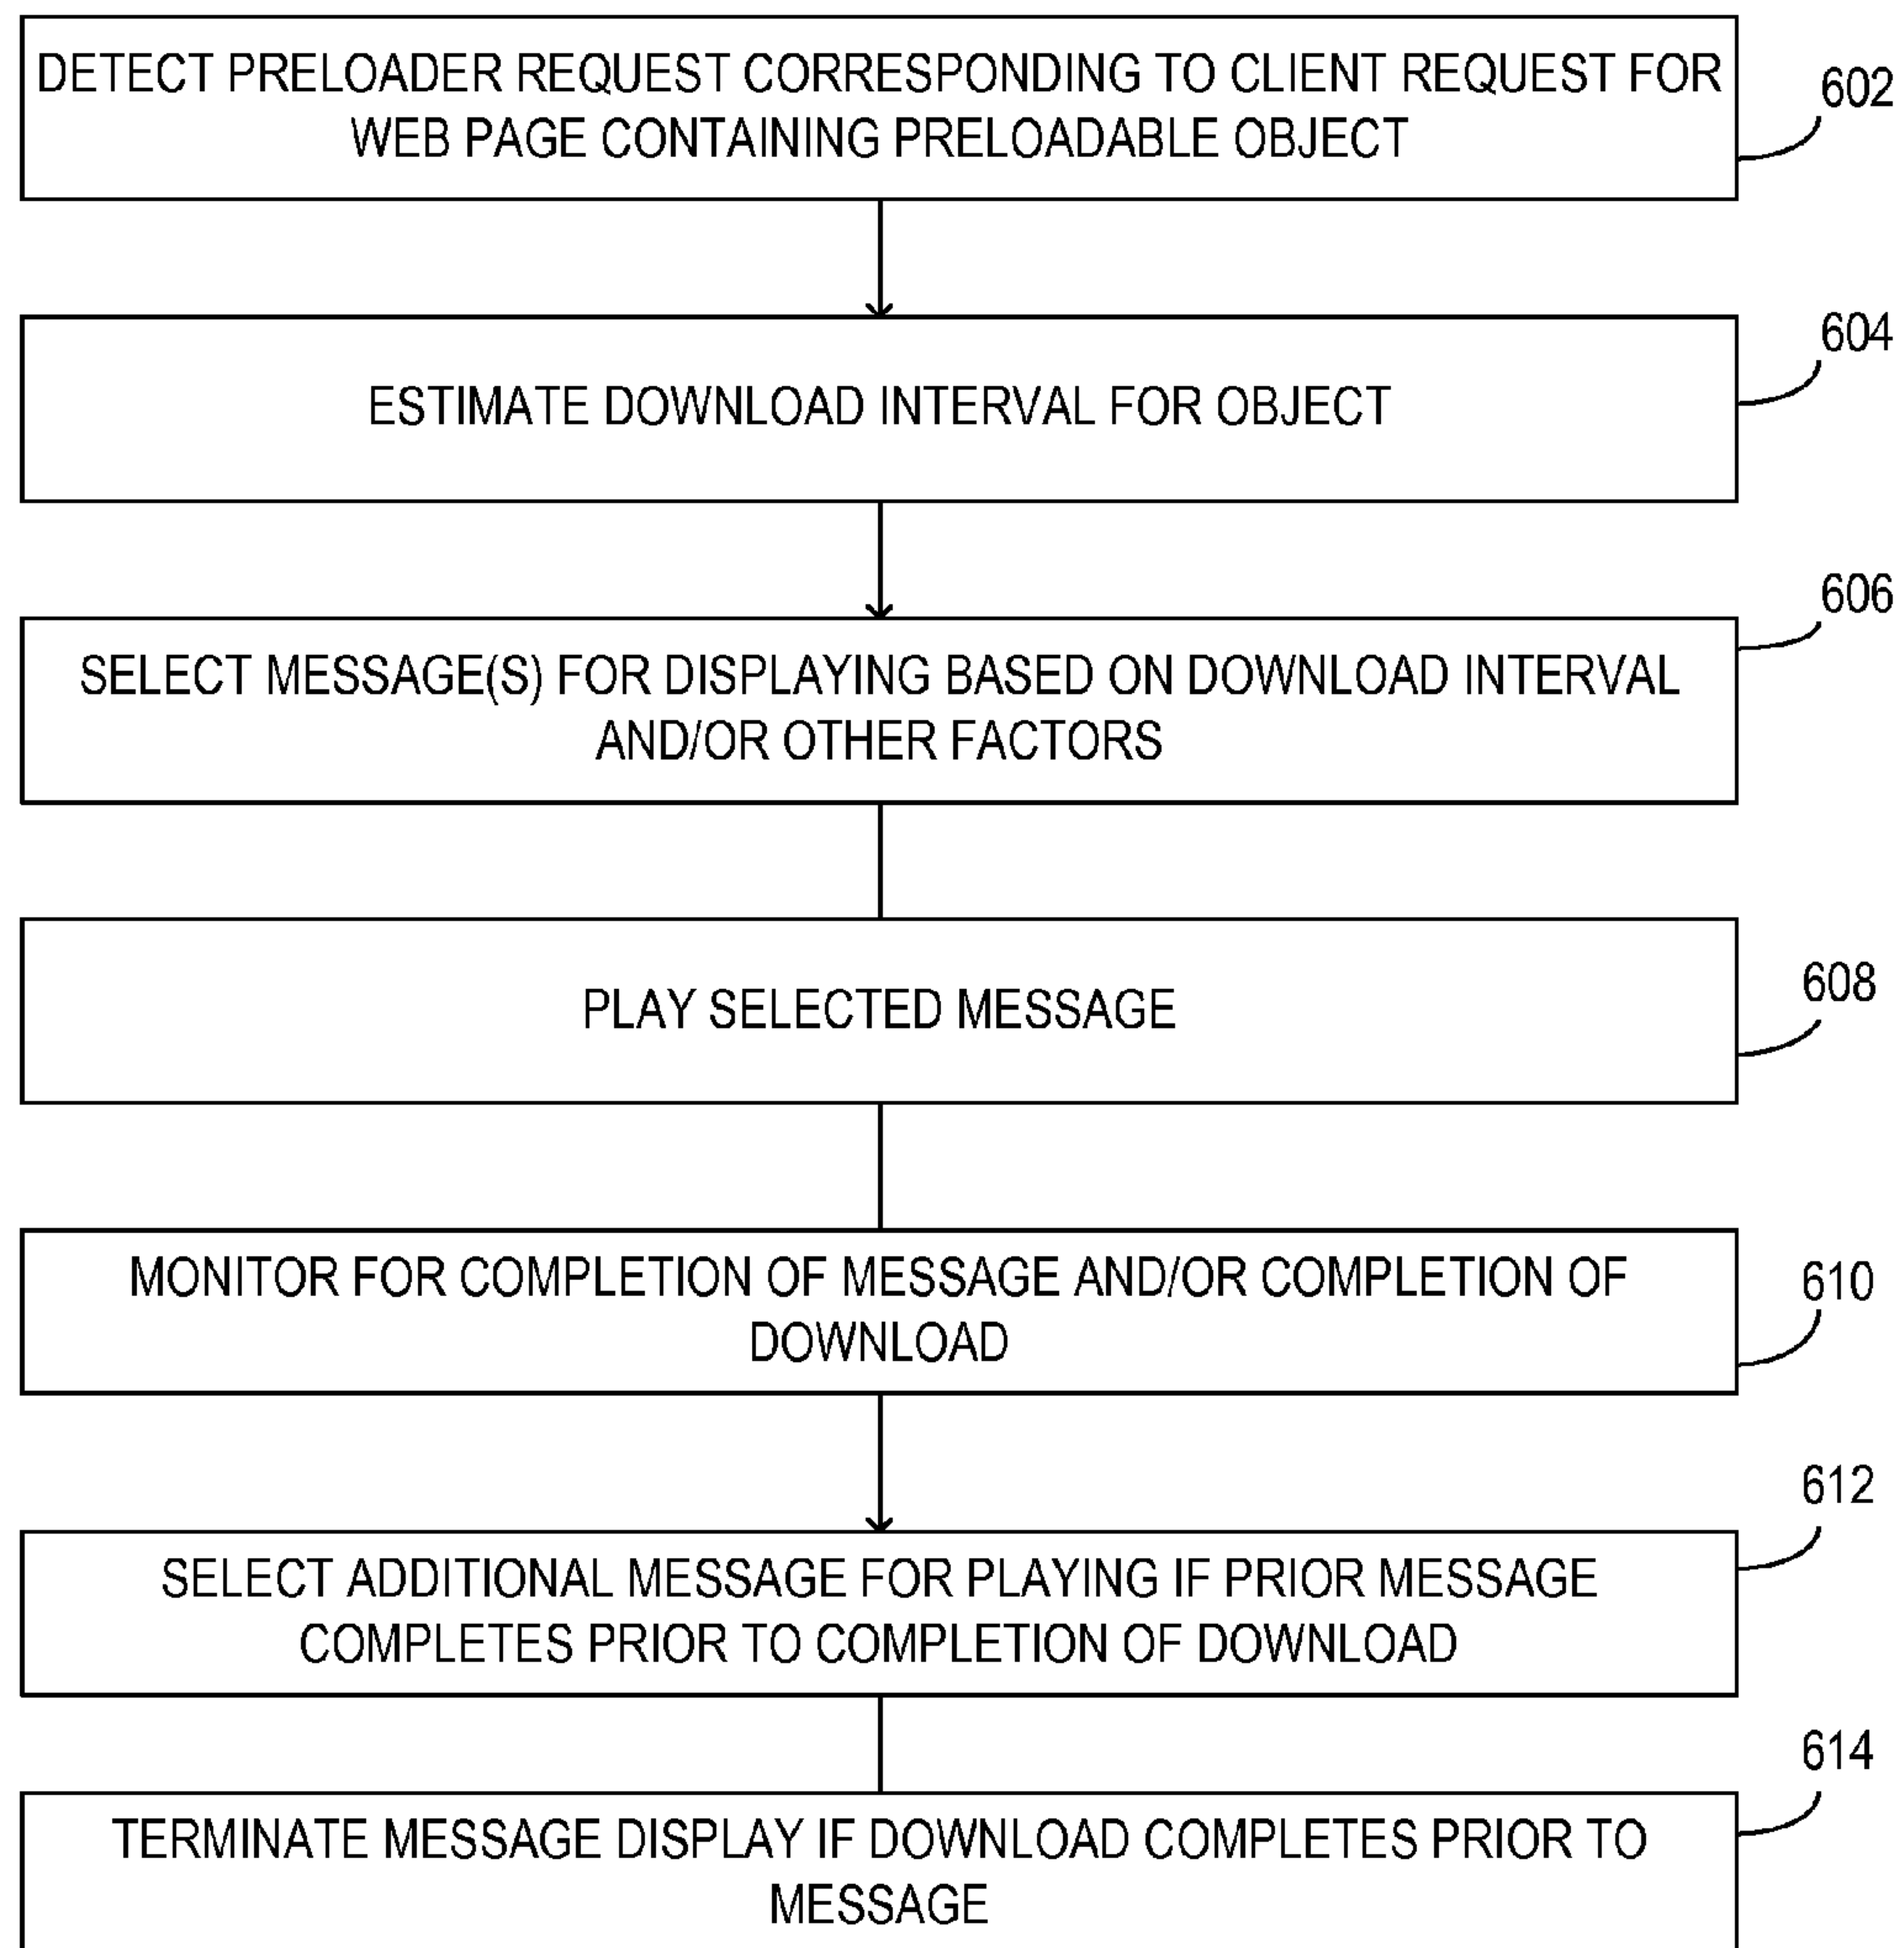 DETECT PRELOADER REQUEST CORRESPONDING TO CLIENT REQUEST FOR
WEB PAGE CONTAINING PRELOADABLE OBJECT
602
ESTIMATE DOWNLOAD INTERVAL FOR OBJECT
604
SELECT MESSAGE(S) FOR DISPLAYING BASED ON DOWNLOAD INTERVAL
AND/OR OTHER FACTORS
606
PLAY SELECTED MESSAGE
608
MONITOR FOR COMPLETION OF MESSAGE AND/OR COMPLETION OF
DOWNLOAD
610
SELECT ADDITIONAL MESSAGE FOR PLAYING IF PRIOR MESSAGE
COMPLETES PRIOR TO COMPLETION OF DOWNLOAD
612
TERMINATE MESSAGE DISPLAY IF DOWNLOAD COMPLETES PRIOR TO
MESSAGE
614